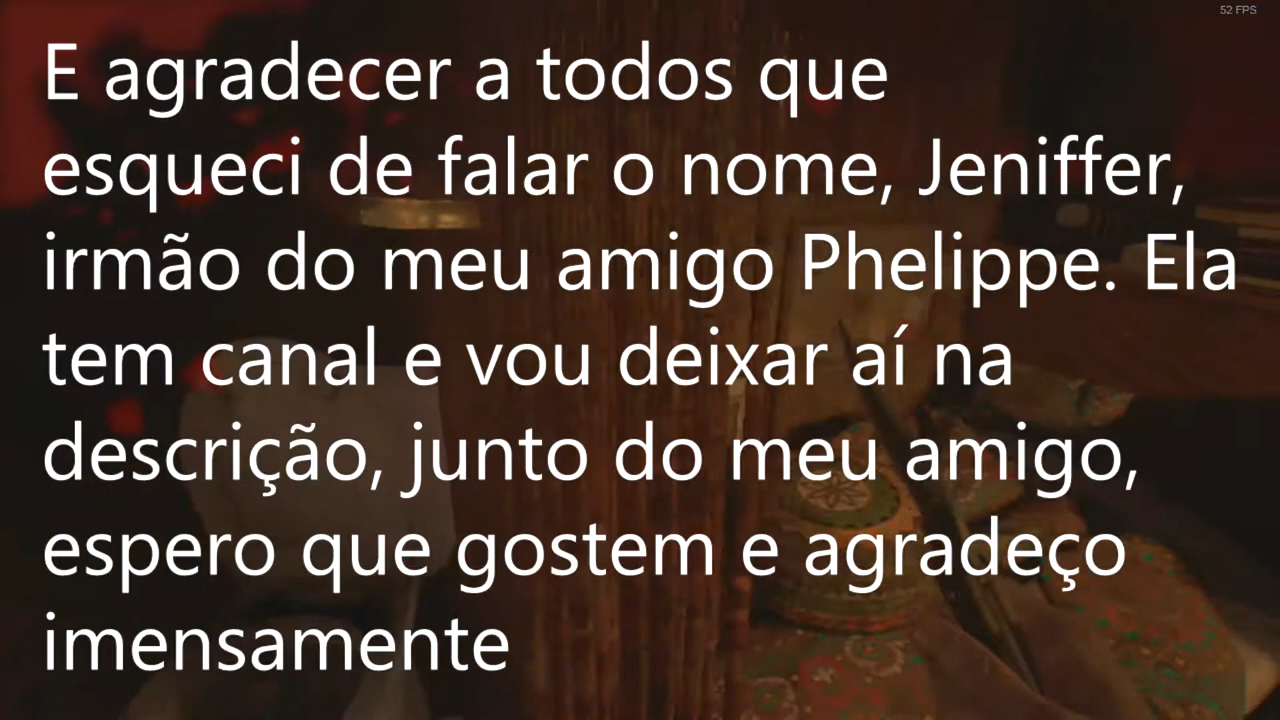 52 FPS
E agradecer a todos que
esqueci de falar o nome, Jeniffer,
irmão do meu amigo Phelippe. Ela
tem canal e vou deixar aí na
descrição, junto do meu amigo,
espero que gostem e agradeço
imensamente